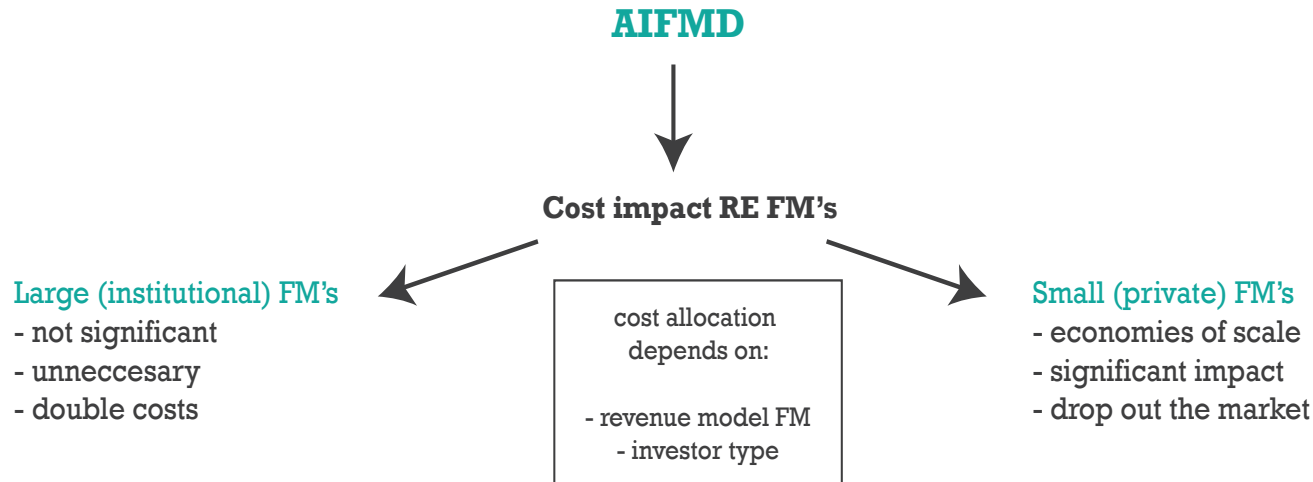 AIFMD
Cost impact RE FM’s
Large (institutional) FM’s
- not significant
- unneccesary
- double costs
cost allocation
depends on:
- revenue model FM
- investor type
Small (private) FM’s
- economies of scale
- significant impact
- drop out the market